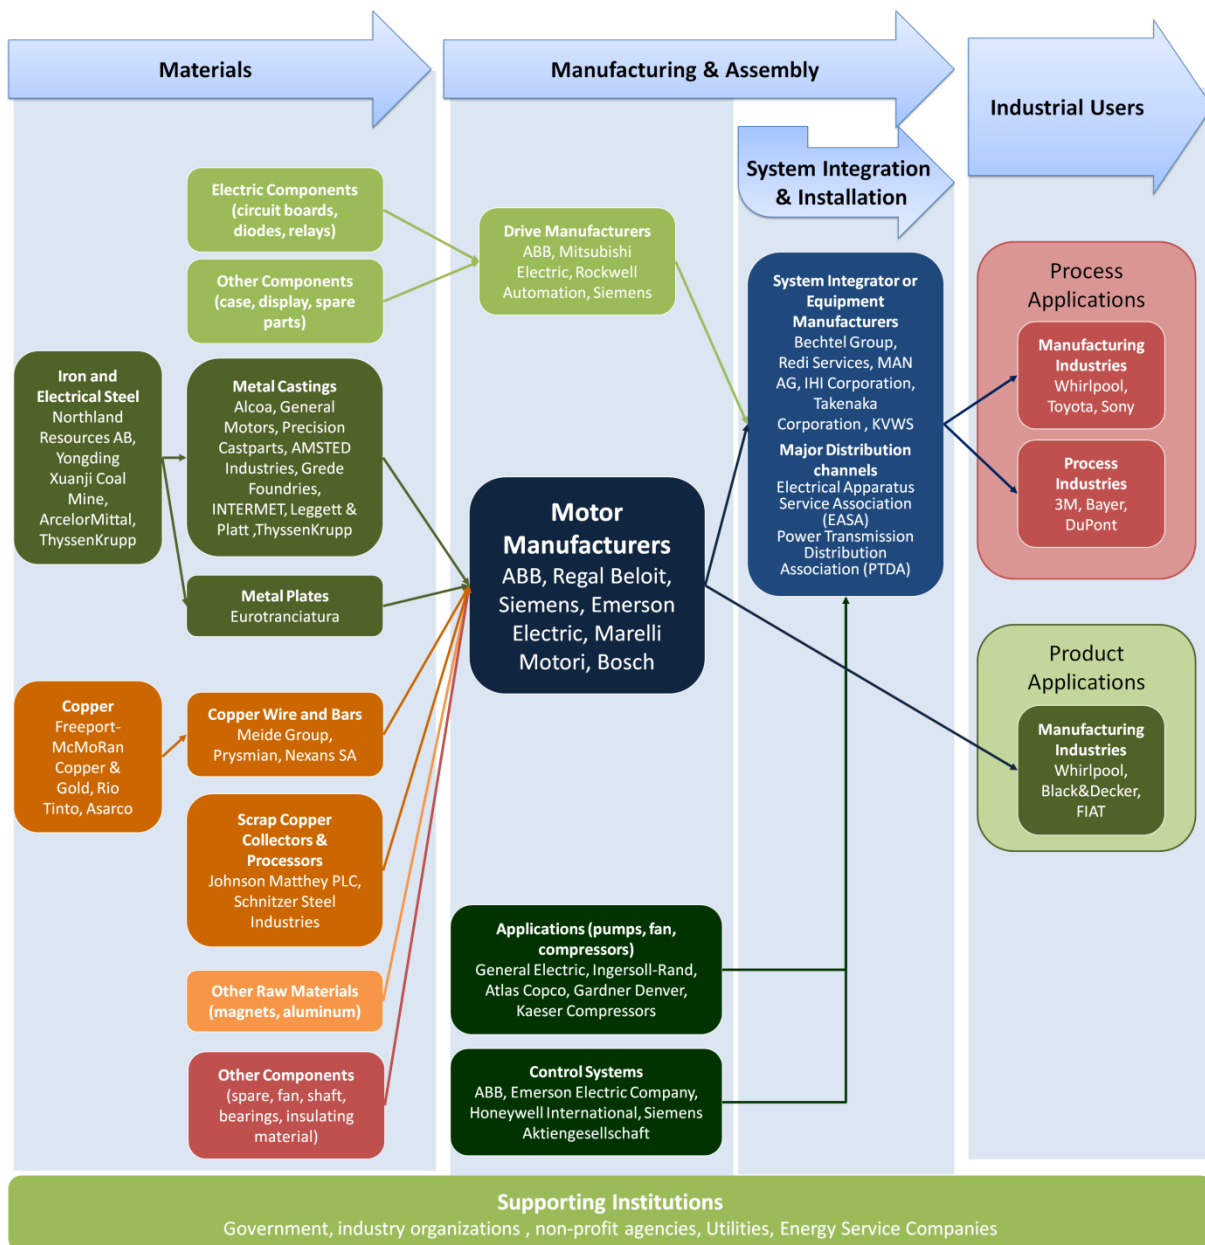 Materials
Manufacturing & Assembly
Industrial Users
System Integration
& Installation
Electric Components
(circuit boards,
diodes, relays)
Other Components
(case, display, spare
parts)
Drive Manufacturers
ABB, Mitsubishi
Electric, Rockwell
Automation, Siemens
Iron and
Electrical Steel
Northland
Resources AB,
Yongding
Xuanji Coal
Mine,
ArcelorMittal,
ThyssenKrupp
Metal Castings
Alcoa, General
Motors, Precision
Castparts, AMSTED
Industries, Grede
Foundries,
INTERMET, Leggett &
Platt ,ThyssenKrupp
Metal Plates
Eurotranciatura
Copper
Freeport-
McMoRan
Copper &
Gold, Rio
Tinto, Asarco
Copper Wire and Bars
Meide Group,
Prysmian, Nexans SA
Scrap Copper
Collectors &
Processors
Johnson Matthey PLC,
Schnitzer Steel
Industries
Other Raw Materials
(magnets, aluminum)
Other Components
(spare, fan, shaft,
bearings, insulating
material)
Motor
Manufacturers
ABB, Regal Beloit,
Siemens, Emerson
Electric, Marelli
Motori, Bosch
Applications (pumps, fan,
compressors)
General Electric, Ingersoll-Rand,
Atlas Copco, Gardner Denver,
Kaeser Compressors
Control Systems
ABB, Emerson Electric Company,
Honeywell International, Siemens
Aktiengesellschaft
System Integrator or
Equipment
Manufacturers
Bechtel Group,
Redi Services, MAN
AG, IHI Corporation,
Takenaka
Corporation , KVWS
Major Distribution
channels
Electrical Apparatus
Service Association
(EASA)
Power Transmission
Distribution
Association (PTDA)
Process
Applications
Manufacturing
Industries
Whirlpool,
Toyota, Sony
Process
Industries
3M, Bayer,
DuPont
Product
Applications
Manufacturing
Industries
Whirlpool,
Black&Decker,
FIAT
Supporting Institutions
Government, industry organizations , non-profit agencies, Utilities, Energy Service Companies